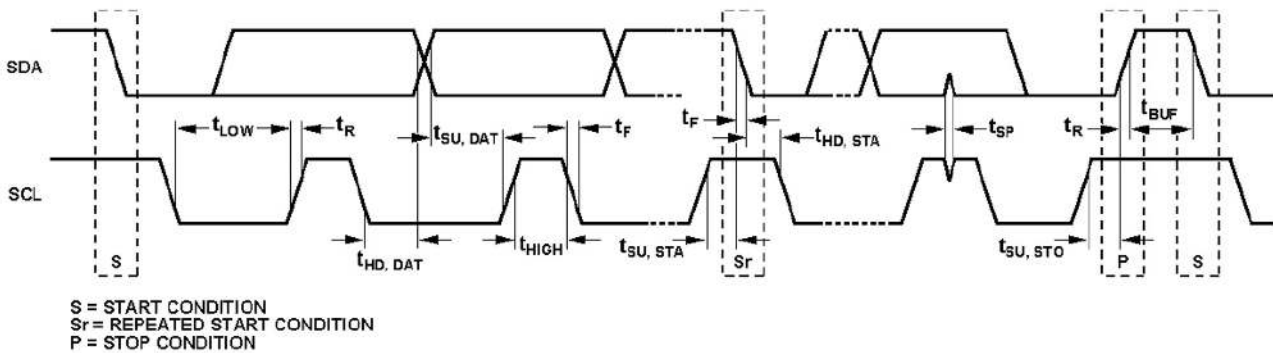 SDA
tLOW
tR
tSU, DAT
tF
tF
tHD, STA
tSP
tR
tBUF
SCL
tHD, DAT
tHIGH
tSU, STA
tSU, STO
S
Sr
P
S
S = START CONDITION
Sr = REPEATED START CONDITION
P = STOP CONDITION